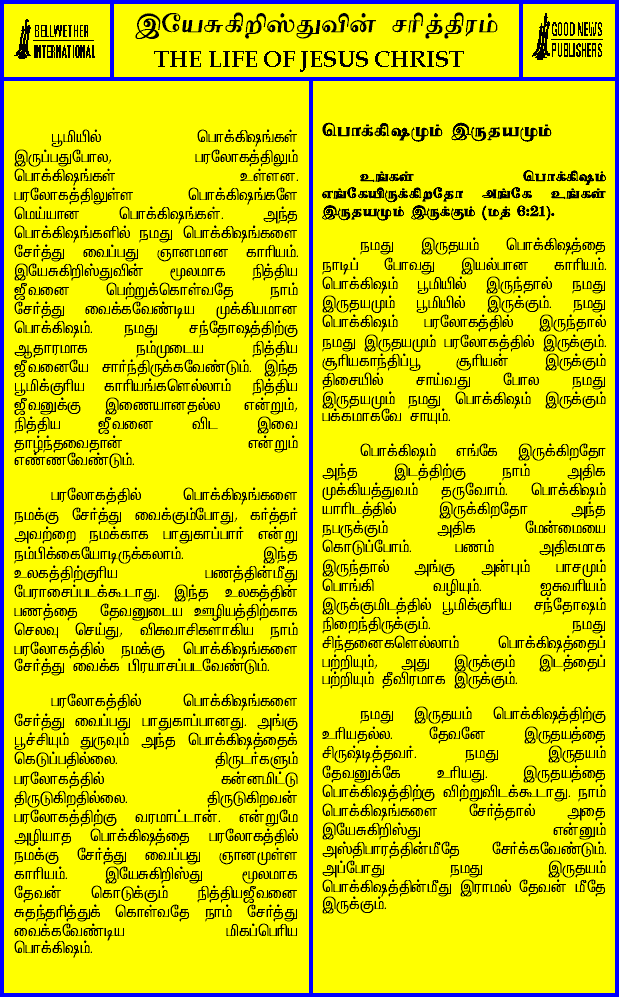 BELLWETHER
INTERNATIONAL
இயேசுகிறிஸ்துவின் சரித்திரம்
THE LIFE OF JESUS CHRIST
GOOD NEWS
PUBLISHERS
பூமியில் பொக்கிஷங்கள்
இருப்பதுபோல, பரலோகத்திலும்
பொக்கிஷங்கள் உள்ளன.
பரலோகத்திலுள்ள பொக்கிஷங்களே
மெய்யான பொக்கிஷங்கள். அந்த
பொக்கிஷங்களில் நமது பொக்கிஷங்களை
சேர்த்து வைப்பது ஞானமான காரியம்.
இயேசுகிறிஸ்துவின் மூலமாக நித்திய
ஜீவனை பெற்றுக்கொள்வதே நாம்
சேர்த்து வைக்கவேண்டிய முக்கியமான
பொக்கிஷம். நமது சந்தோஷத்திற்கு
ஆதாரமாக நம்முடைய நித்திய
ஜீவனையே சார்ந்திருக்கவேண்டும். இந்த
பூமிக்குரிய காரியங்களெல்லாம் நித்திய
ஜீவனுக்கு இணையானதல்ல என்றும்,
நித்திய ஜீவனை விட இவை
தாழ்ந்தவைதான் என்றும்
எண்ணவேண்டும்.
பரலோகத்தில் பொக்கிஷங்களை
நமக்கு சேர்த்து வைக்கும்போது, கர்த்தர்
அவற்றை நமக்காக பாதுகாப்பார் என்று
நம்பிக்கையோடிருக்கலாம். இந்த
உலகத்திற்குரிய பணத்தின்மீது
பேராசைப்படக்கூடாது. இந்த உலகத்தின்
பணத்தை தேவனுடைய ஊழியத்திற்காக
செலவு செய்து, விசுவாசிகளாகிய நாம்
பரலோகத்தில் நமக்கு பொக்கிஷங்களை
சேர்த்து வைக்க பிரயாசப்படவேண்டும்.
பரலோகத்தில் பொக்கிஷங்களை
சேர்த்து வைப்பது பாதுகாப்பானது. அங்கு
பூச்சியும் துருவும் அந்த பொக்கிஷத்தைக்
கெடுப்பதில்லை. திருடர்களும்
பரலோகத்தில் கன்னமிட்டு
திருடுகிறதில்லை. திருடுகிறவன்
பரலோகத்திற்கு வரமாட்டான். என்றுமே
அழியாத பொக்கிஷத்தை பரலோகத்தில்
நமக்கு சேர்த்து வைப்பது ஞானமுள்ள
காரியம். இயேசுகிறிஸ்து மூலமாக
தேவன் கொடுக்கும் நித்தியஜீவனை
சுதந்தரித்துக் கொள்வதே நாம் சேர்த்து
வைக்கவேண்டிய மிகப்பெரிய
பொக்கிஷம்.
பொக்கிஷமும் இருதயமும்
உங்கள் பொக்கிஷம்
எங்கேயிருக்கிறதோ அங்கே உங்கள்
இருதயமும் இருக்கும் (மத் 6:21).
நமது இருதயம் பொக்கிஷத்தை
நாடிப் போவது இயல்பான காரியம்.
பொக்கிஷம் பூமியில் இருந்தால் நமது
இருதயமும் பூமியில் இருக்கும். நமது
பொக்கிஷம் பரலோகத்தில் இருந்தால்
நமது இருதயமும் பரலோகத்தில் இருக்கும்.
சூரியகாந்திப்பூ சூரியன் இருக்கும்
திசையில் சாய்வது போல நமது
இருதயமும் நமது பொக்கிஷம் இருக்கும்
பக்கமாகவே சாயும்.
பொக்கிஷம் எங்கே இருக்கிறதோ
அந்த இடத்திற்கு நாம் அதிக
முக்கியத்துவம் தருவோம். பொக்கிஷம்
யாரிடத்தில் இருக்கிறதோ அந்த
நபருக்கும் அதிக மேன்மையை
கொடுப்போம். பணம் அதிகமாக
இருந்தால் அங்கு அன்பும் பாசமும்
பொங்கி வழியும். ஐசுவரியம்
இருக்குமிடத்தில் பூமிக்குரிய சந்தோஷம்
நிறைந்திருக்கும். நமது
சிந்தனைகளெல்லாம் பொக்கிஷத்தைப்
பற்றியும், அது இருக்கும் இடத்தைப்
பற்றியும் தீவிரமாக இருக்கும்.
நமது இருதயம் பொக்கிஷத்திற்கு
உரியதல்ல. தேவனே இருதயத்தை
சிருஷ்டித்தவர். நமது இருதயம்
தேவனுக்கே உரியது. இருதயத்தை
பொக்கிஷத்திற்கு விற்றுவிடக்கூடாது. நாம்
பொக்கிஷங்களை சேர்த்தால் அதை
இயேசுகிறிஸ்து என்னும்
அஸ்திபாரத்தின்மீதே சேர்க்கவேண்டும்.
அப்போது நமது இருதயம்
பொக்கிஷத்தின்மீது இராமல் தேவன் மீதே
இருக்கும்.